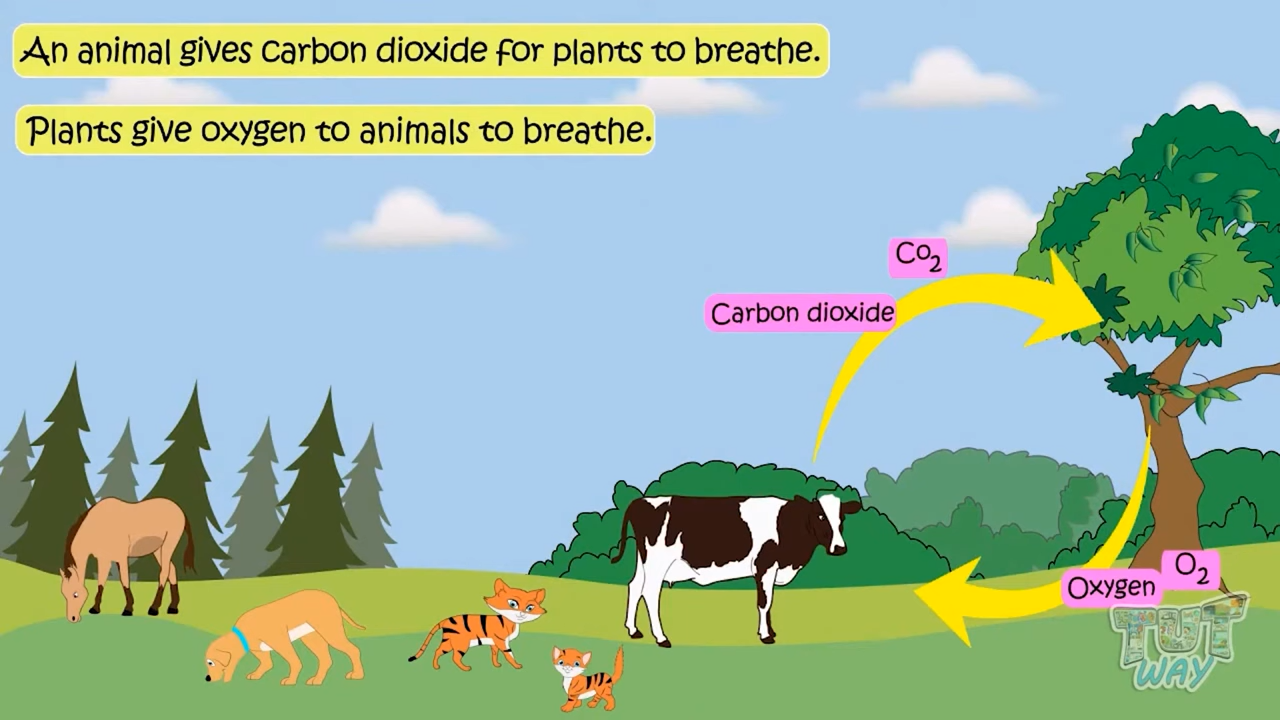 An animal gives carbon dioxide for plants to breathe.
Plants give oxygen to animals to breathe.
Co₂
Carbon dioxide
O₂
Oxygen
TUT
WAY